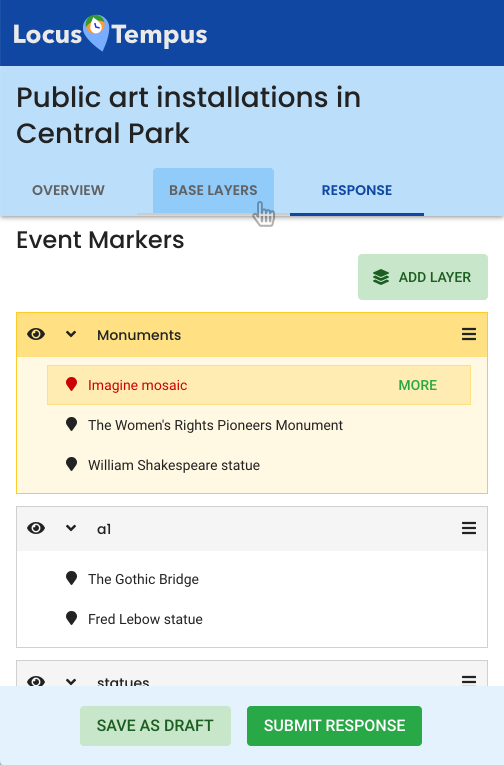 Locus Tempus
Public art installations in
Central Park
OVERVIEW BASE LAYERS RESPONSE
Event Markers
ADD LAYER
Monuments
Imagine mosaic MORE
The Women's Rights Pioneers Monument
William Shakespeare statue
a1
The Gothic Bridge
Fred Lebow statue
statues
SAVE AS DRAFT SUBMIT RESPONSE